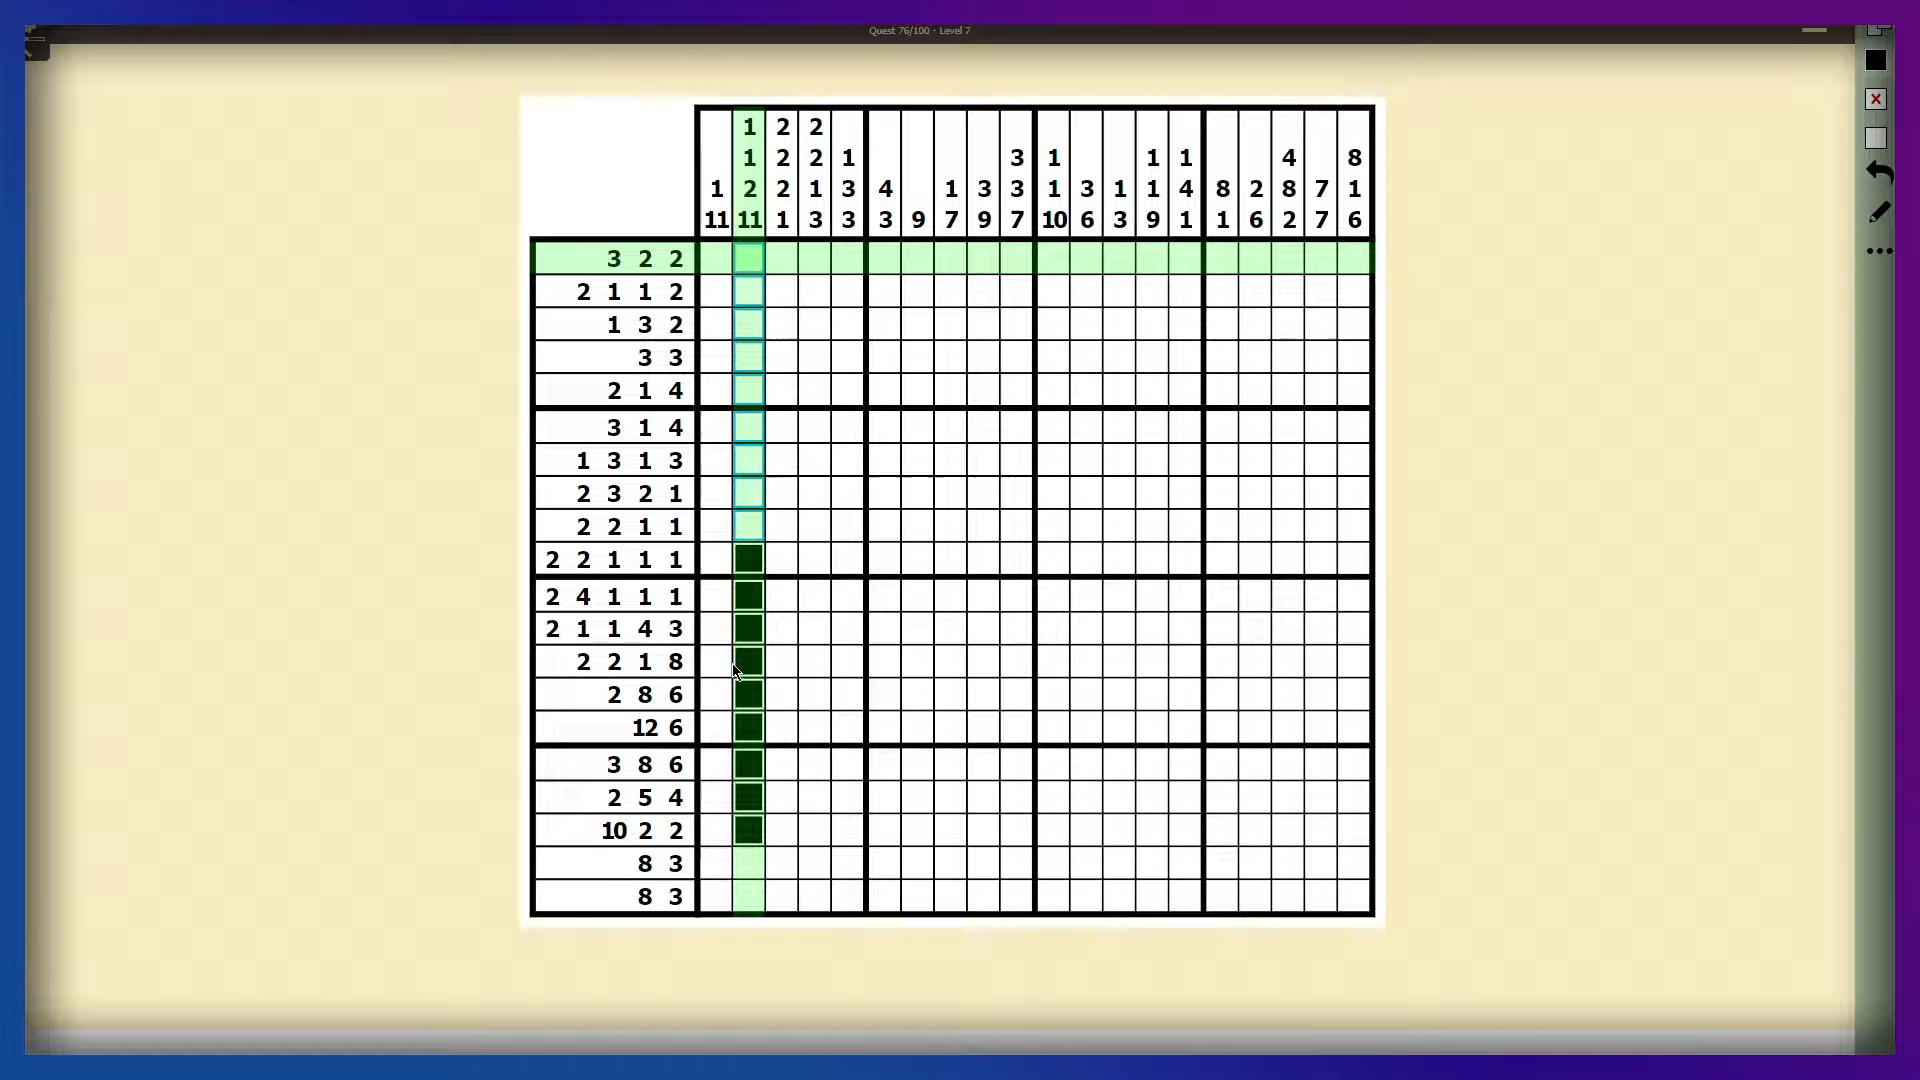 Quest 76/100 - Level 7
1 2 2
1 2 2 1 3 1 1 1 4 8
1 2 2 1 3 4 1 3 3 1 3 1 1 4 8 2 8 7 1
11 11 1 3 3 3 9 7 9 7 10 6 3 9 1 1 6 2 7 6
3 2 2
2 1 1 2
1 3 2
3 3
2 1 4
3 1 4
1 3 1 3
2 3 2 1
2 2 1 1
2 2 1 1 1
2 4 1 1 1
2 1 1 4 3
2 2 1 8
2 8 6
12 6
3 8 6
2 5 4
10 2 2
8 3
8 3